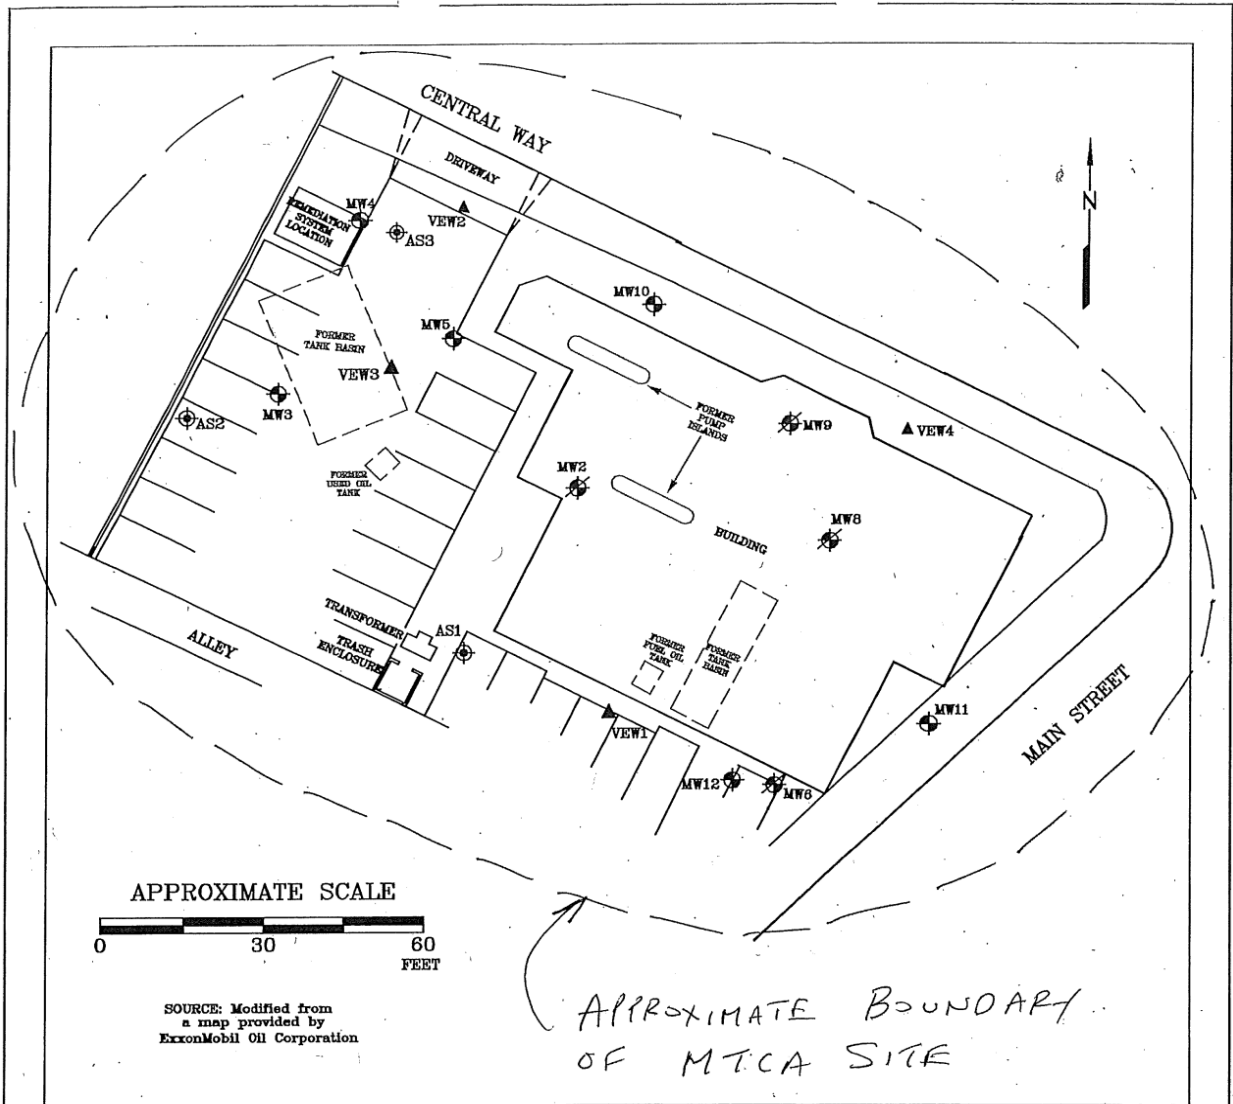 CENTRAL WAY
DRIVEWAY
N
MW4
REMEDIATION
SYSTEM
LOCATION
VEW2
AS3
MW10
MW5
FORMER
TANK BASIN
VEW3
MW3
AS2
FORMER
PUMP
ISLANDS
MW9
VEW4
FORMER
USED OIL
TANK
MW2
MW8
BUILDING
TRANSFORMER
AS1
TRASH
ENCLOSURE
ALLEY
FORMER
FUEL OIL
TANK
FORMER
TANK
BASIN
MAIN STREET
MW11
VEW1
MW12
MW6
APPROXIMATE SCALE
0 30 60
FEET
SOURCE: Modified from
a map provided by
ExxonMobil Oil Corporation
APPROXIMATE BOUNDARY
OF MTCA SITE